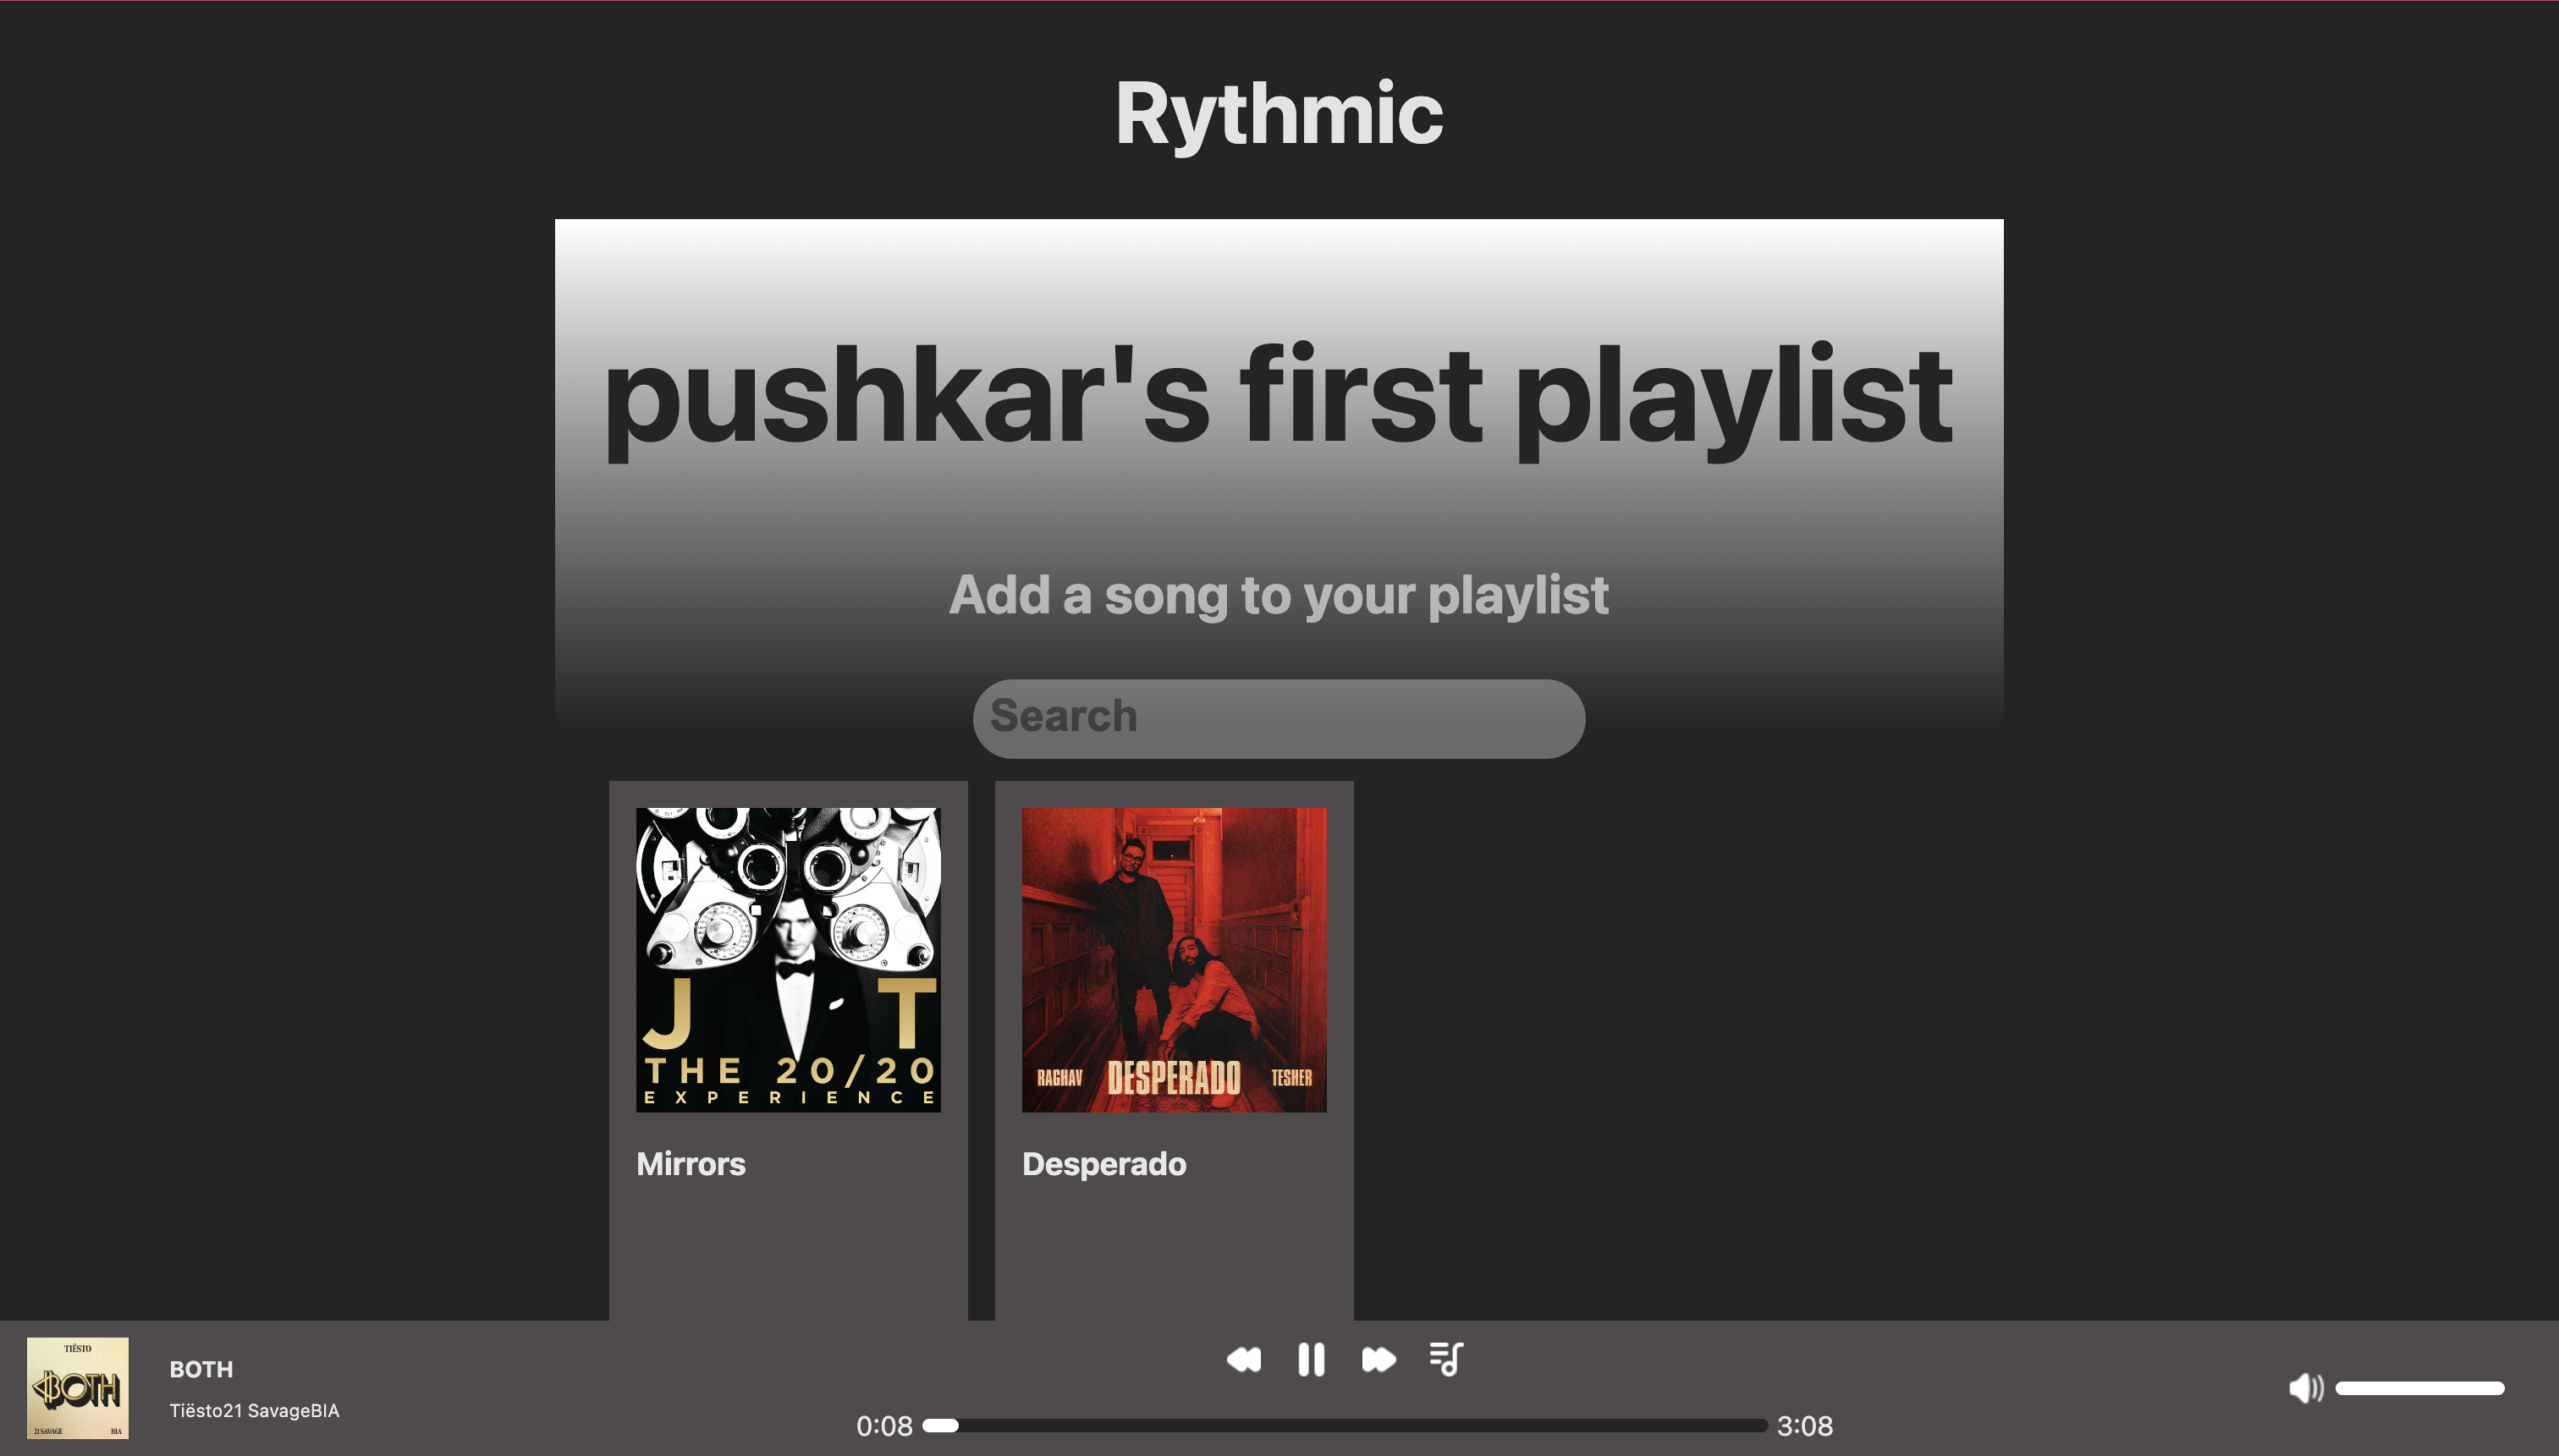 Rythmic
pushkar's first playlist
Add a song to your playlist
Search
J T
THE 20/20
EXPERIENCE
RAGHAV DESPERADO TESHER
Mirrors
Desperado
TIËSTO
BOTH
21 SAVAGE BIA
BOTH
Tiësto21 SavageBIA
0:08
3:08